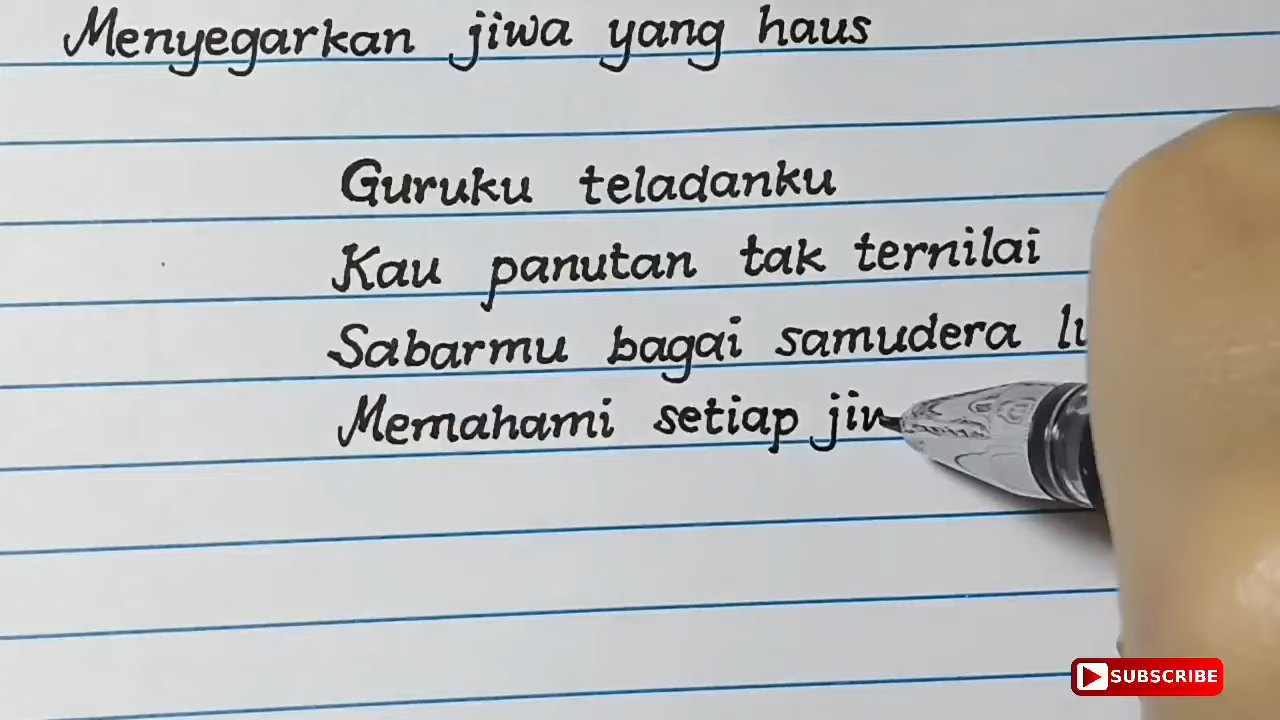 Menyegarkan jiwa yang haus
Guruku teladanku
Kau panutan tak ternilai
Sabarmu bagai samudera
Memahami setiap
SUBSCRIBE